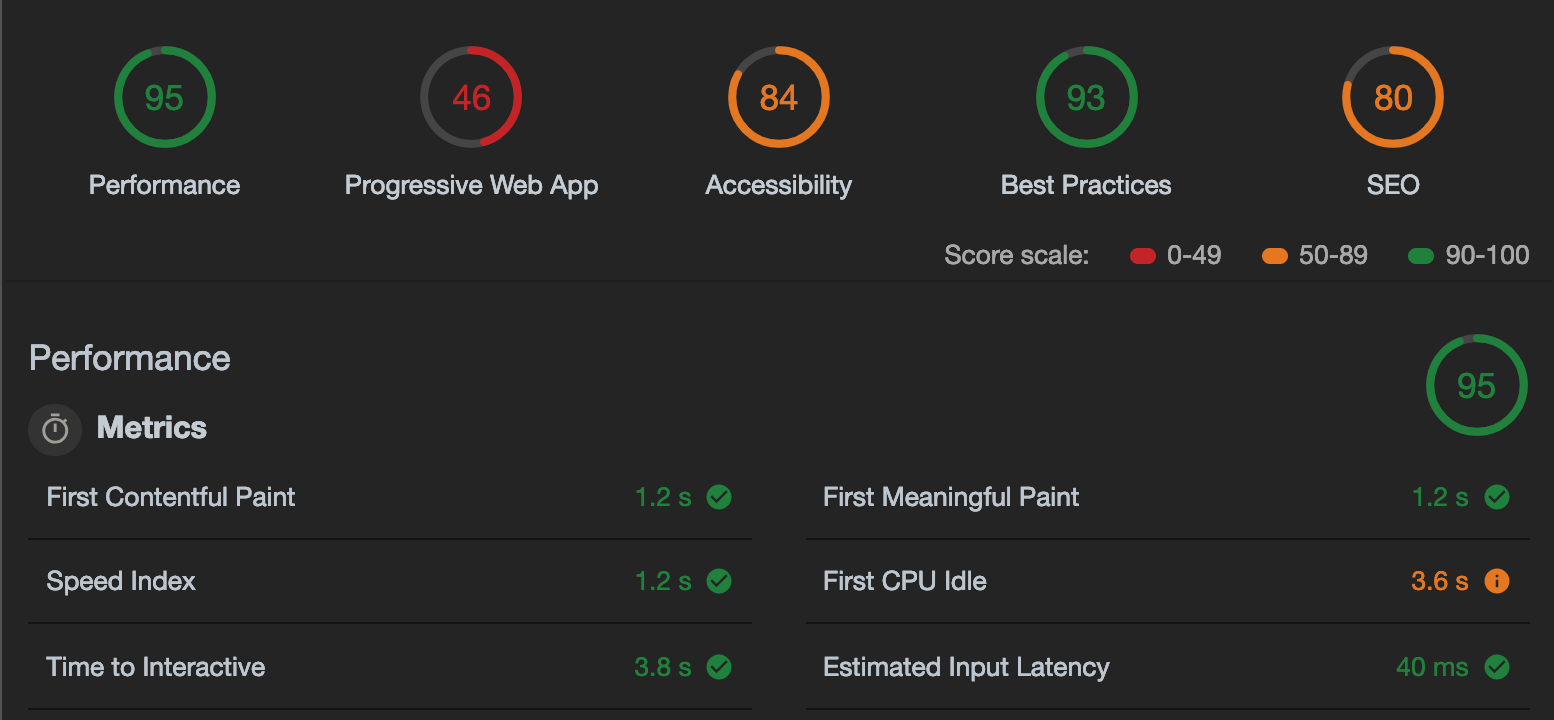 95 46 84 93 80
Performance Progressive Web App Accessibility Best Practices SEO
Score scale: 0-49 50-89 90-100
Performance
95
Metrics
First Contentful Paint 1.2 s First Meaningful Paint 1.2 s
Speed Index 1.2 s First CPU Idle 3.6 s
Time to Interactive 3.8 s Estimated Input Latency 40 ms